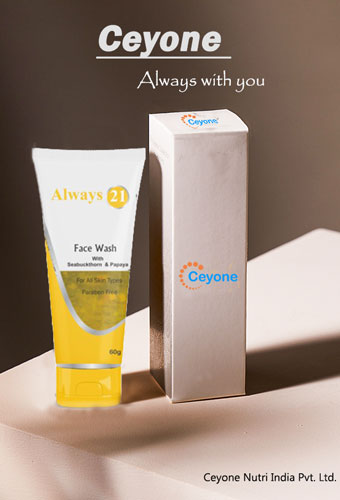 Ceyone
Always with you
Ceyone
Always 21
Face Wash
With
Seabuckthorn & Papaya
For All Skin Types
Paraben Free
60g
Ceyone
Ceyone Nutri India Pvt. Ltd.